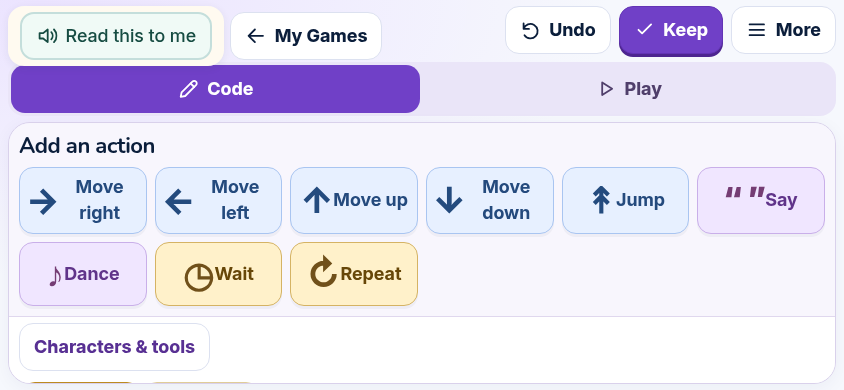 Read this to me
My Games
Undo
Keep
More
Code
Play
Add an action
Move right
Move left
Move up
Move down
Jump
Say
Dance
Wait
Repeat
Characters & tools